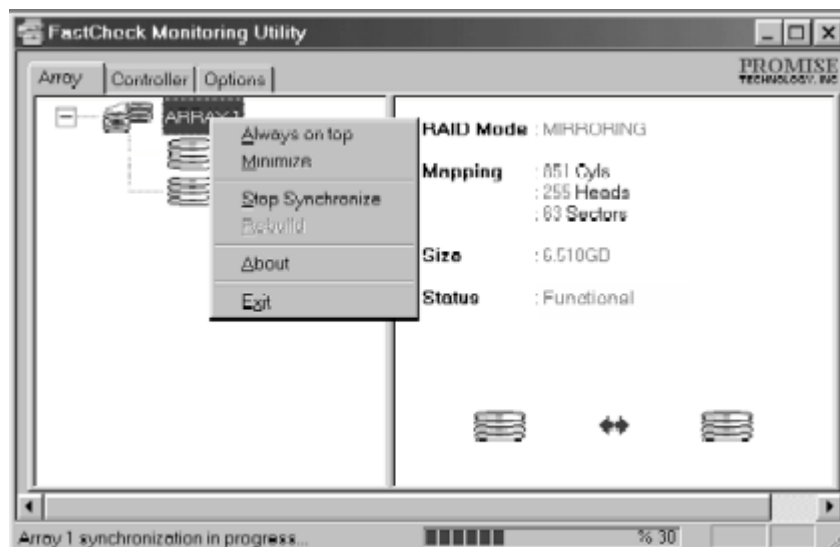 FastCheck Monitoring Utility
Array Controller Options
PROMISE
TECHNOLOGY, INC
ARRAY 1
Always on top
Minimize
Stop Synchronize
Rebuild
About
Exit
RAID Mode : MIRRORING
Mapping : 851 Cyls
: 255 Heads
: 63 Sectors
Size : 6.510GB
Status : Functional
Array 1 synchronization in progress... % 30